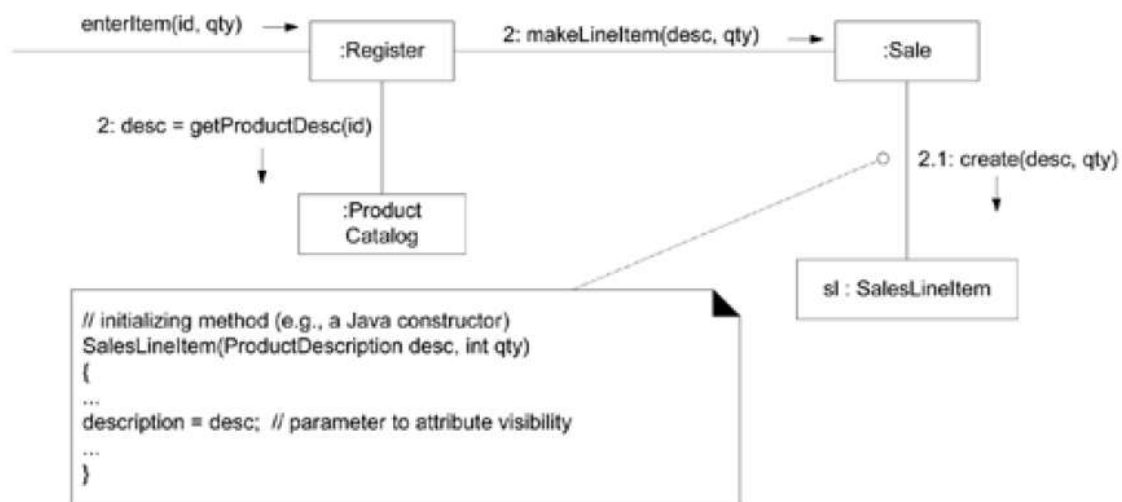 enterItem(id, qty)
:Register
2: makeLineItem(desc, qty)
:Sale
2: desc = getProductDesc(id)
2.1: create(desc, qty)
:Product
Catalog
sl : SalesLineItem
// initializing method (e.g., a Java constructor)
SalesLineItem(ProductDescription desc, int qty)
{
...
description = desc; // parameter to attribute visibility
...
}